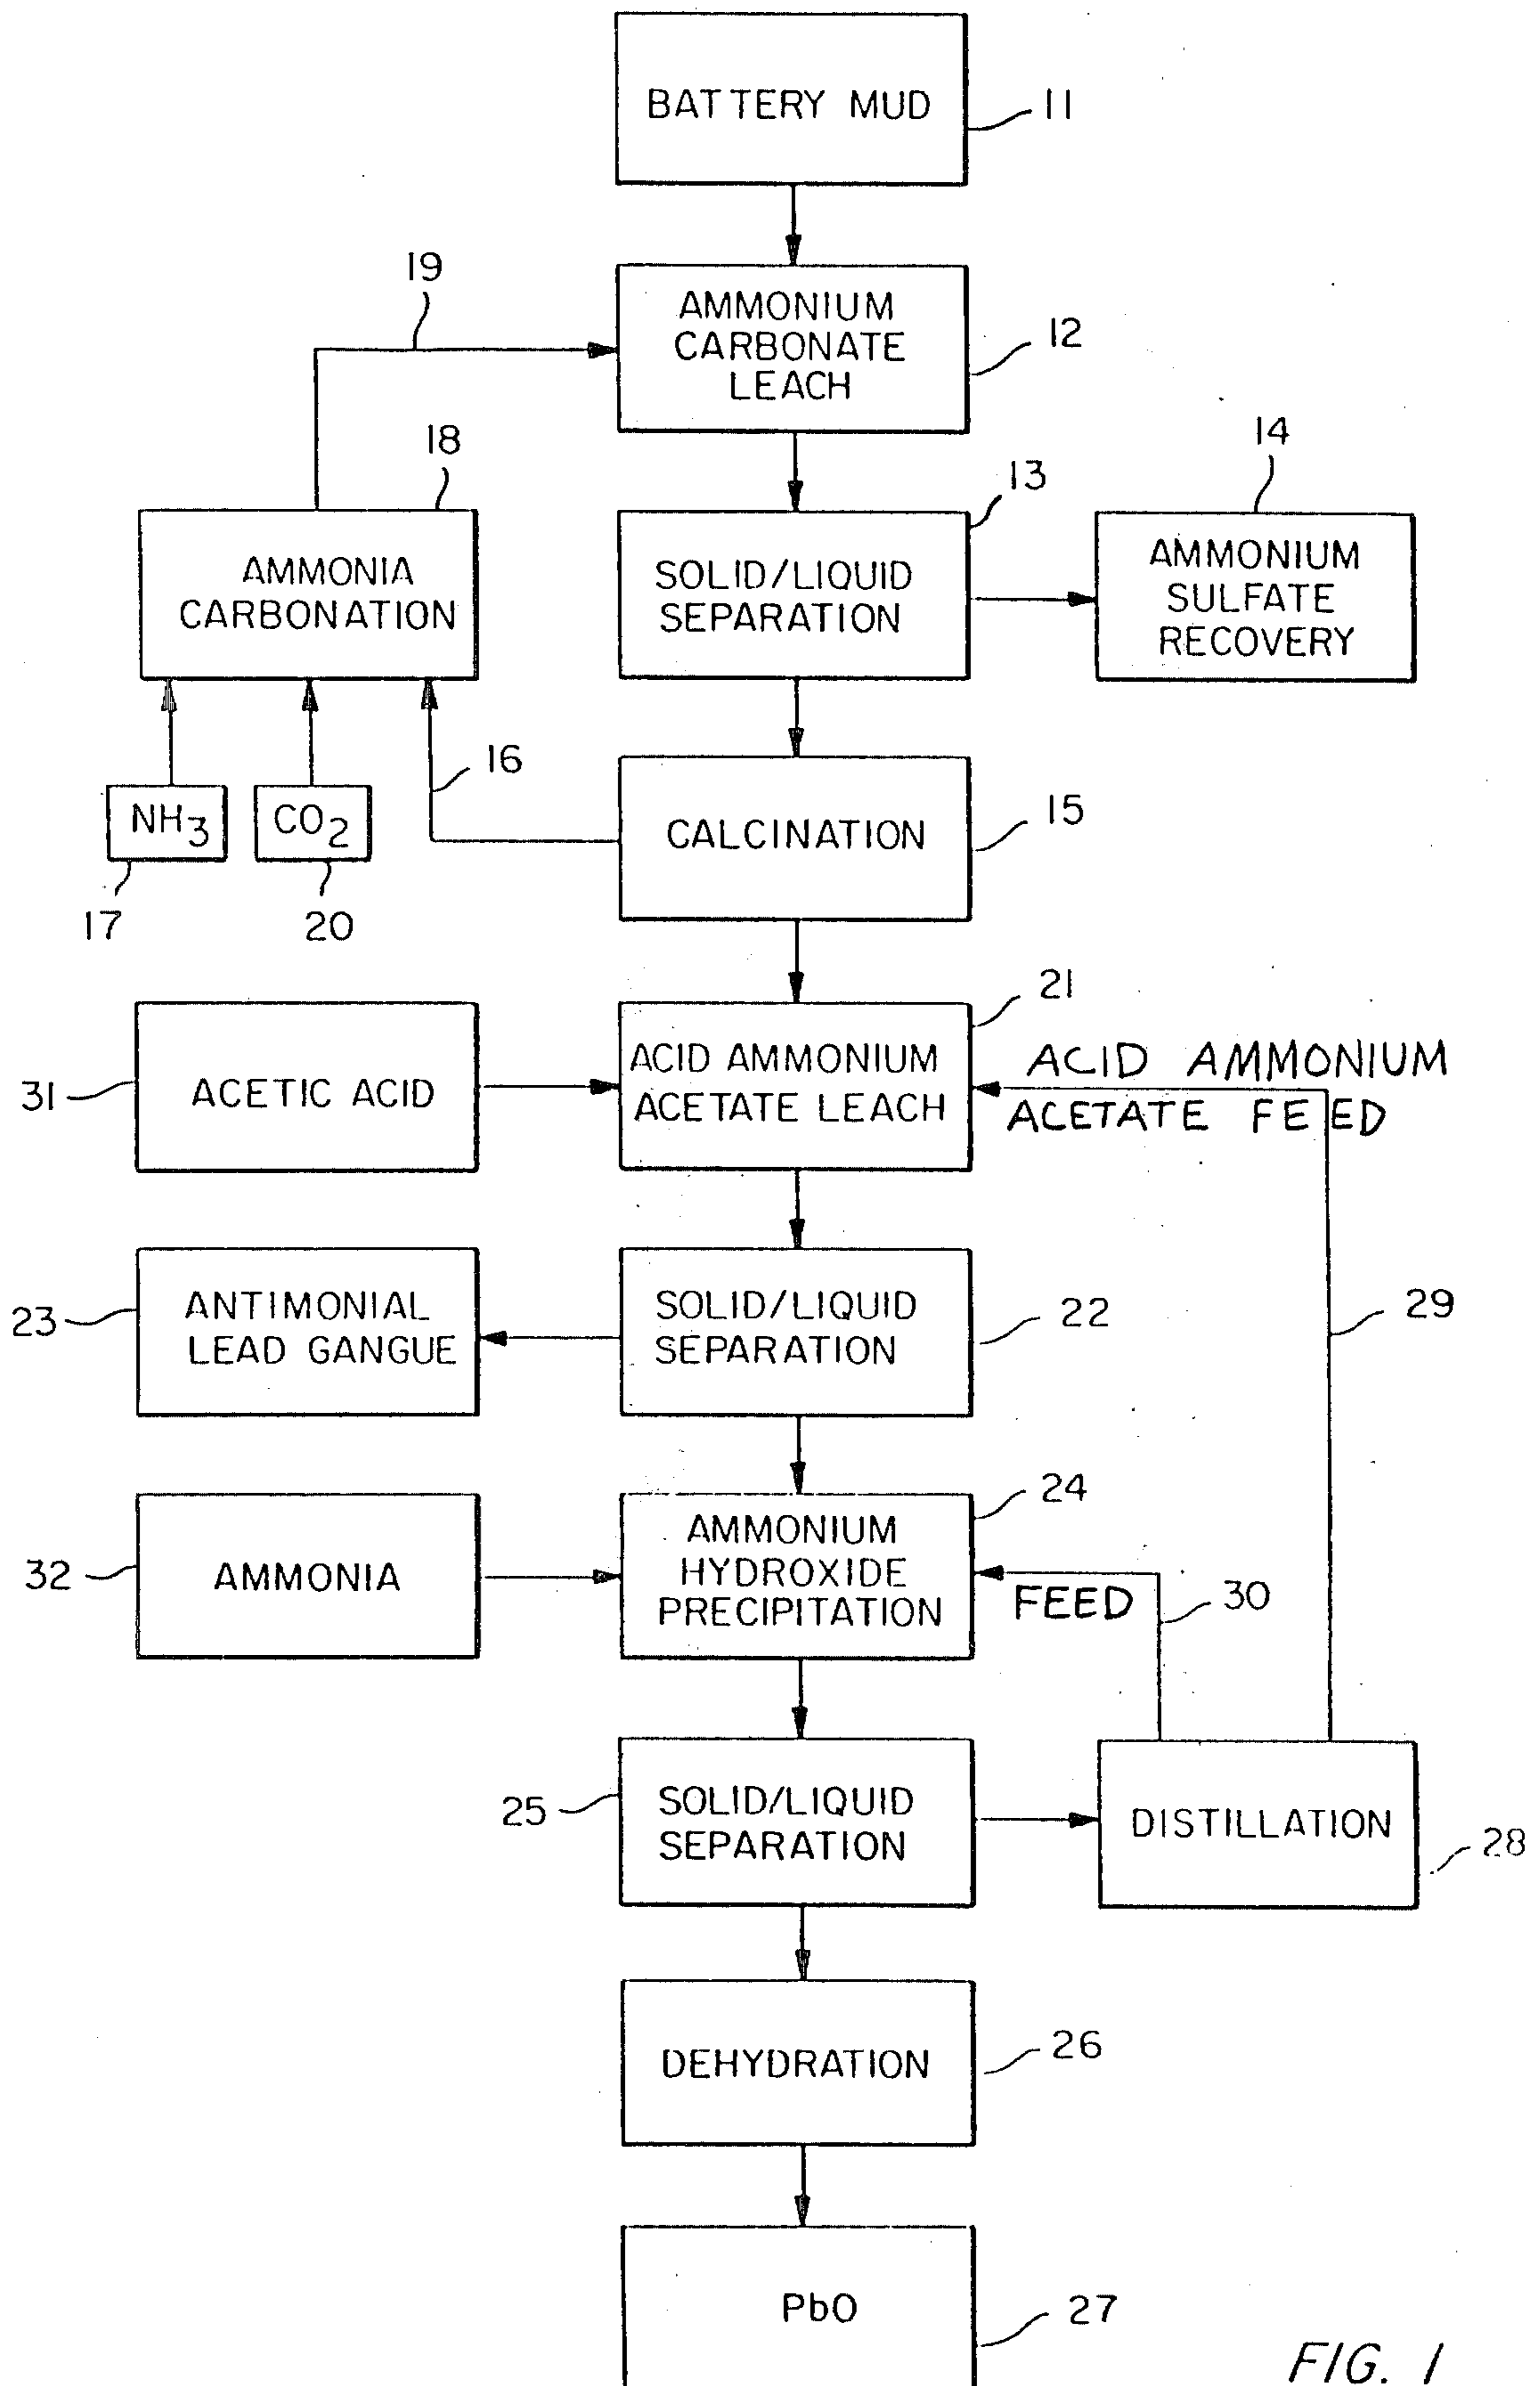 BATTERY MUD
11
19
AMMONIUM
CARBONATE
LEACH
12
18
13
14
AMMONIA
CARBONATION
SOLID/LIQUID
SEPARATION
AMMONIUM
SULFATE
RECOVERY
16
NH3
CO2
17
20
CALCINATION
15
21
31
ACETIC ACID
ACID AMMONIUM
ACETATE LEACH
ACID AMMONIUM
ACETATE FEED
23
ANTIMONIAL
LEAD GANGUE
SOLID/LIQUID
SEPARATION
22
29
24
32
AMMONIA
AMMONIUM
HYDROXIDE
PRECIPITATION
FEED
30
25
SOLID/LIQUID
SEPARATION
DISTILLATION
28
DEHYDRATION
26
PbO
27
FIG. 1